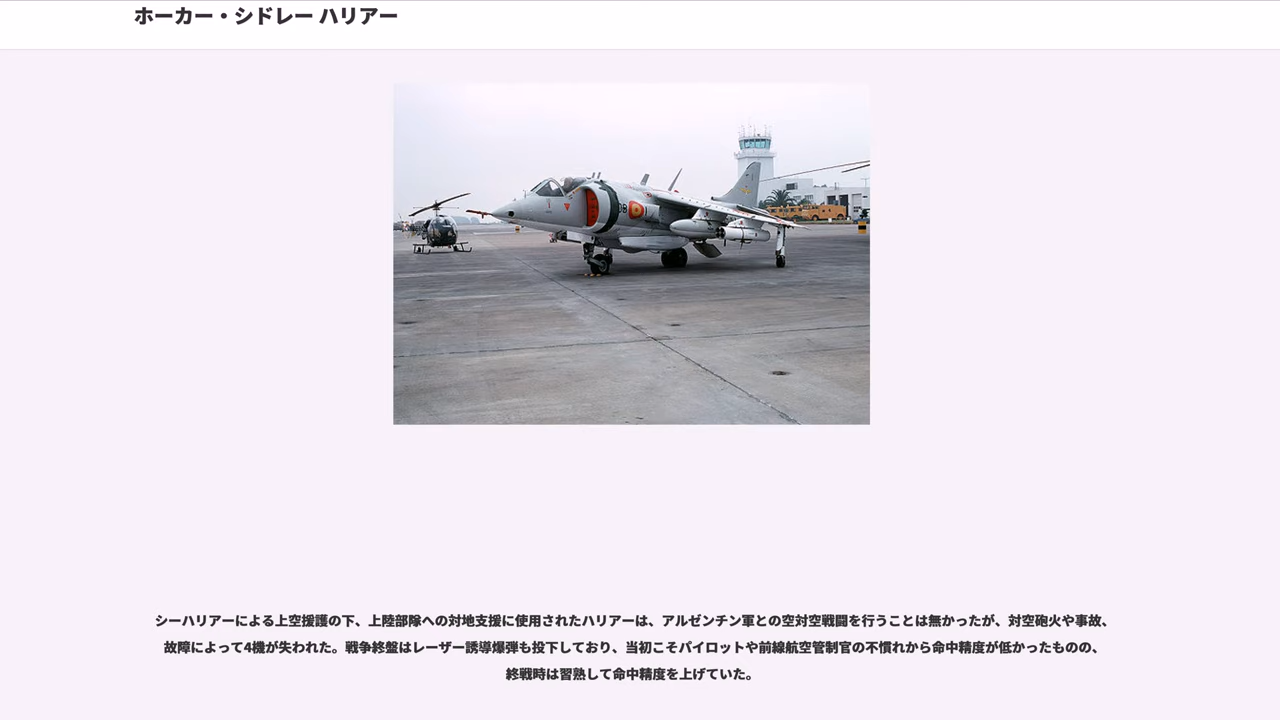 ホーカー・シドレー ハリアー
シーハリアーによる上空援護の下、上陸部隊への対地支援に使用されたハリアーは、アルゼンチン軍との空対空戦闘を行うことは無かったが、対空砲火や事故、
故障によって4機が失われた。戦争終盤はレーザー誘導爆弾も投下しており、当初こそパイロットや前線航空管制官の不慣れから命中精度が低かったものの、
終戦時は習熟して命中精度を上げていた。